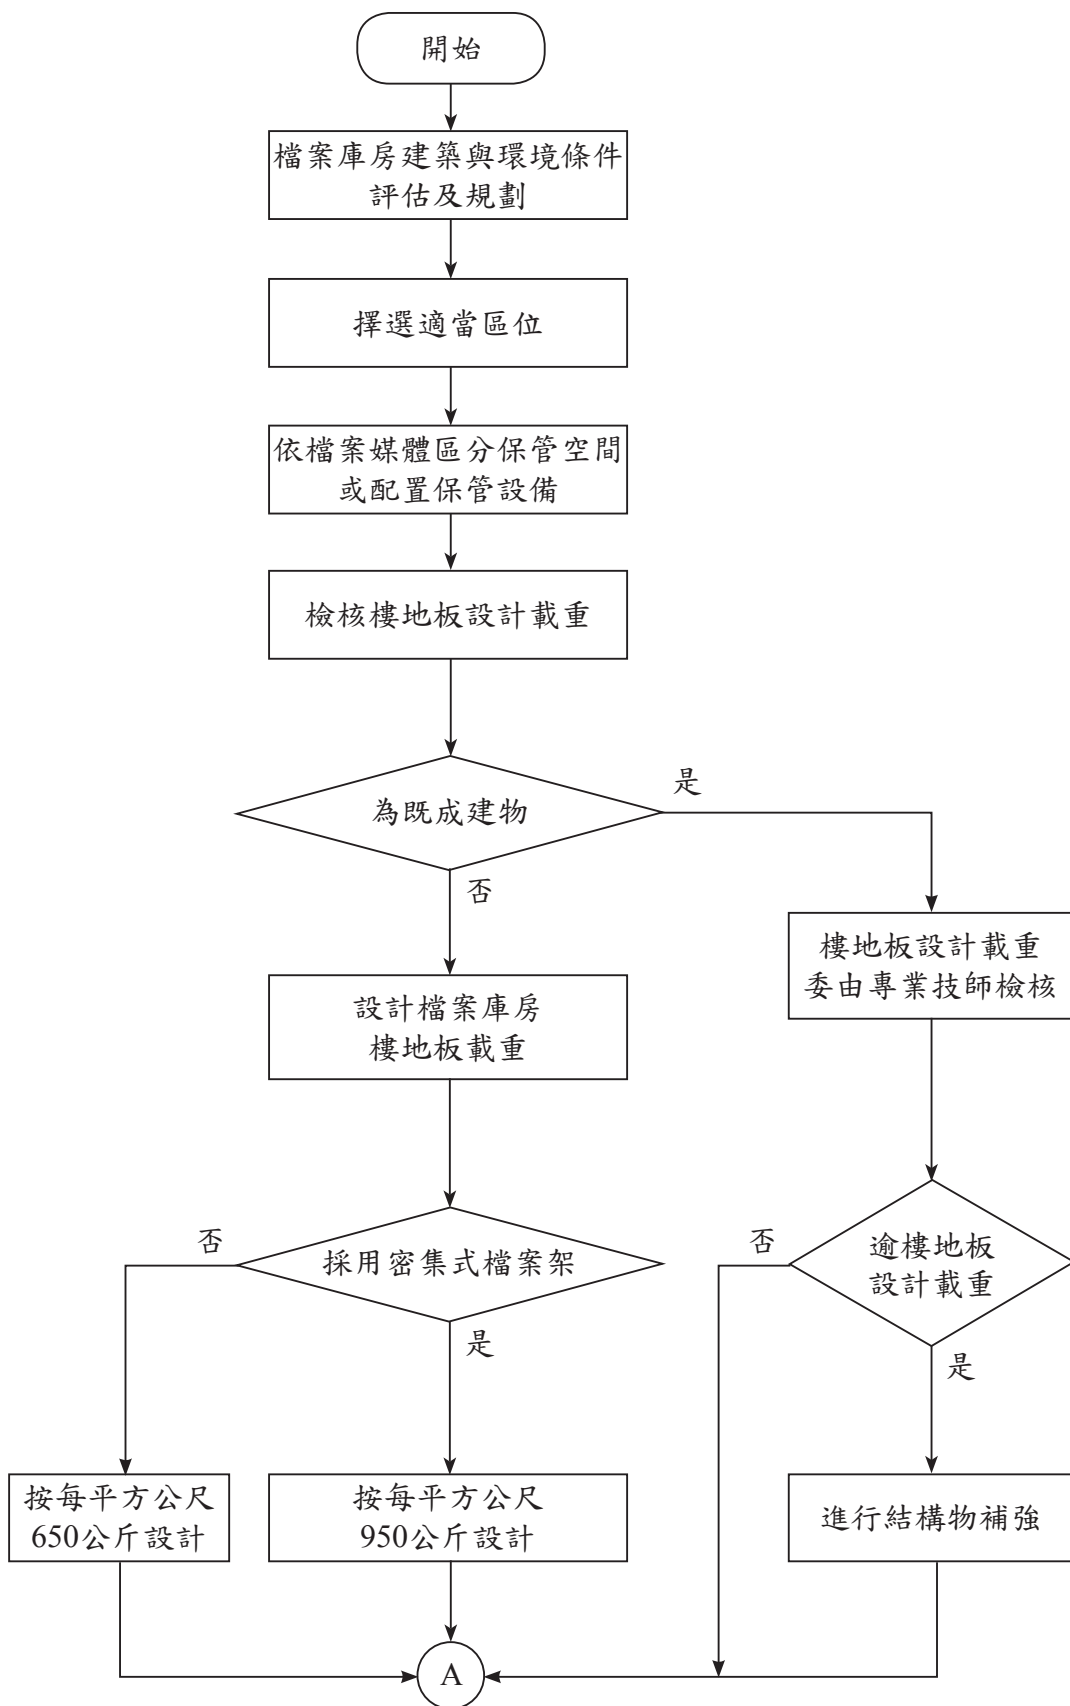 開始
檔案庫房建築與環境條件
評估及規劃
擇選適當區位
依檔案媒體區分保管空間
或配置保管設備
檢核樓地板設計載重
為既成建物
是
否
樓地板設計載重
委由專業技師檢核
設計檔案庫房
樓地板載重
否
採用密集式檔案架
是
否
逾樓地板
設計載重
是
按每平方公尺
650公斤設計
按每平方公尺
950公斤設計
進行結構物補強
A